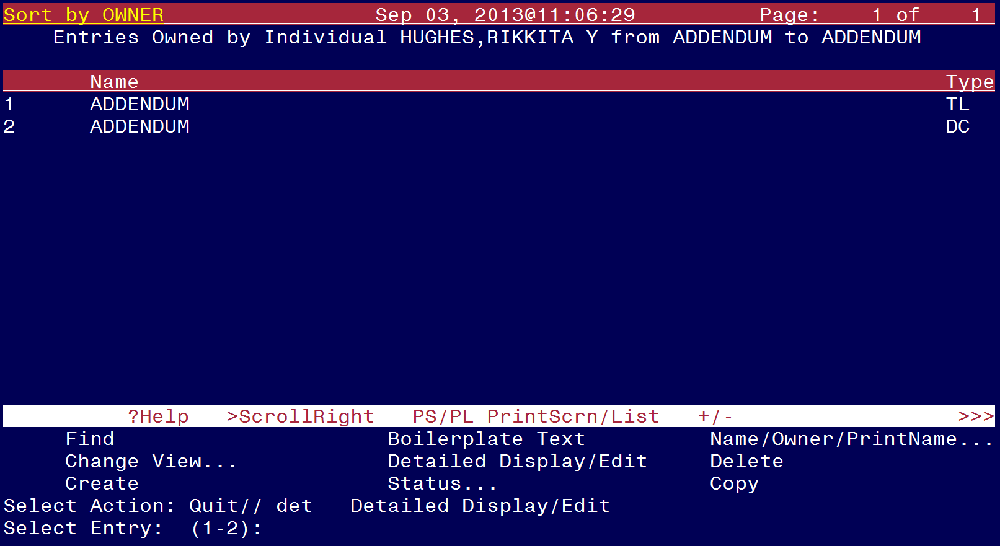 Sort by OWNER Sep 03, 2013@11:06:29 Page: 1 of 1
Entries Owned by Individual HUGHES,RIKKITA Y from ADDENDUM to ADDENDUM
Name Type
1 ADDENDUM TL
2 ADDENDUM DC
?Help >ScrollRight PS/PL PrintScrn/List +/- >>>
Find Boilerplate Text Name/Owner/PrintName...
Change View... Detailed Display/Edit Delete
Create Status... Copy
Select Action: Quit// det Detailed Display/Edit
Select Entry: (1-2):